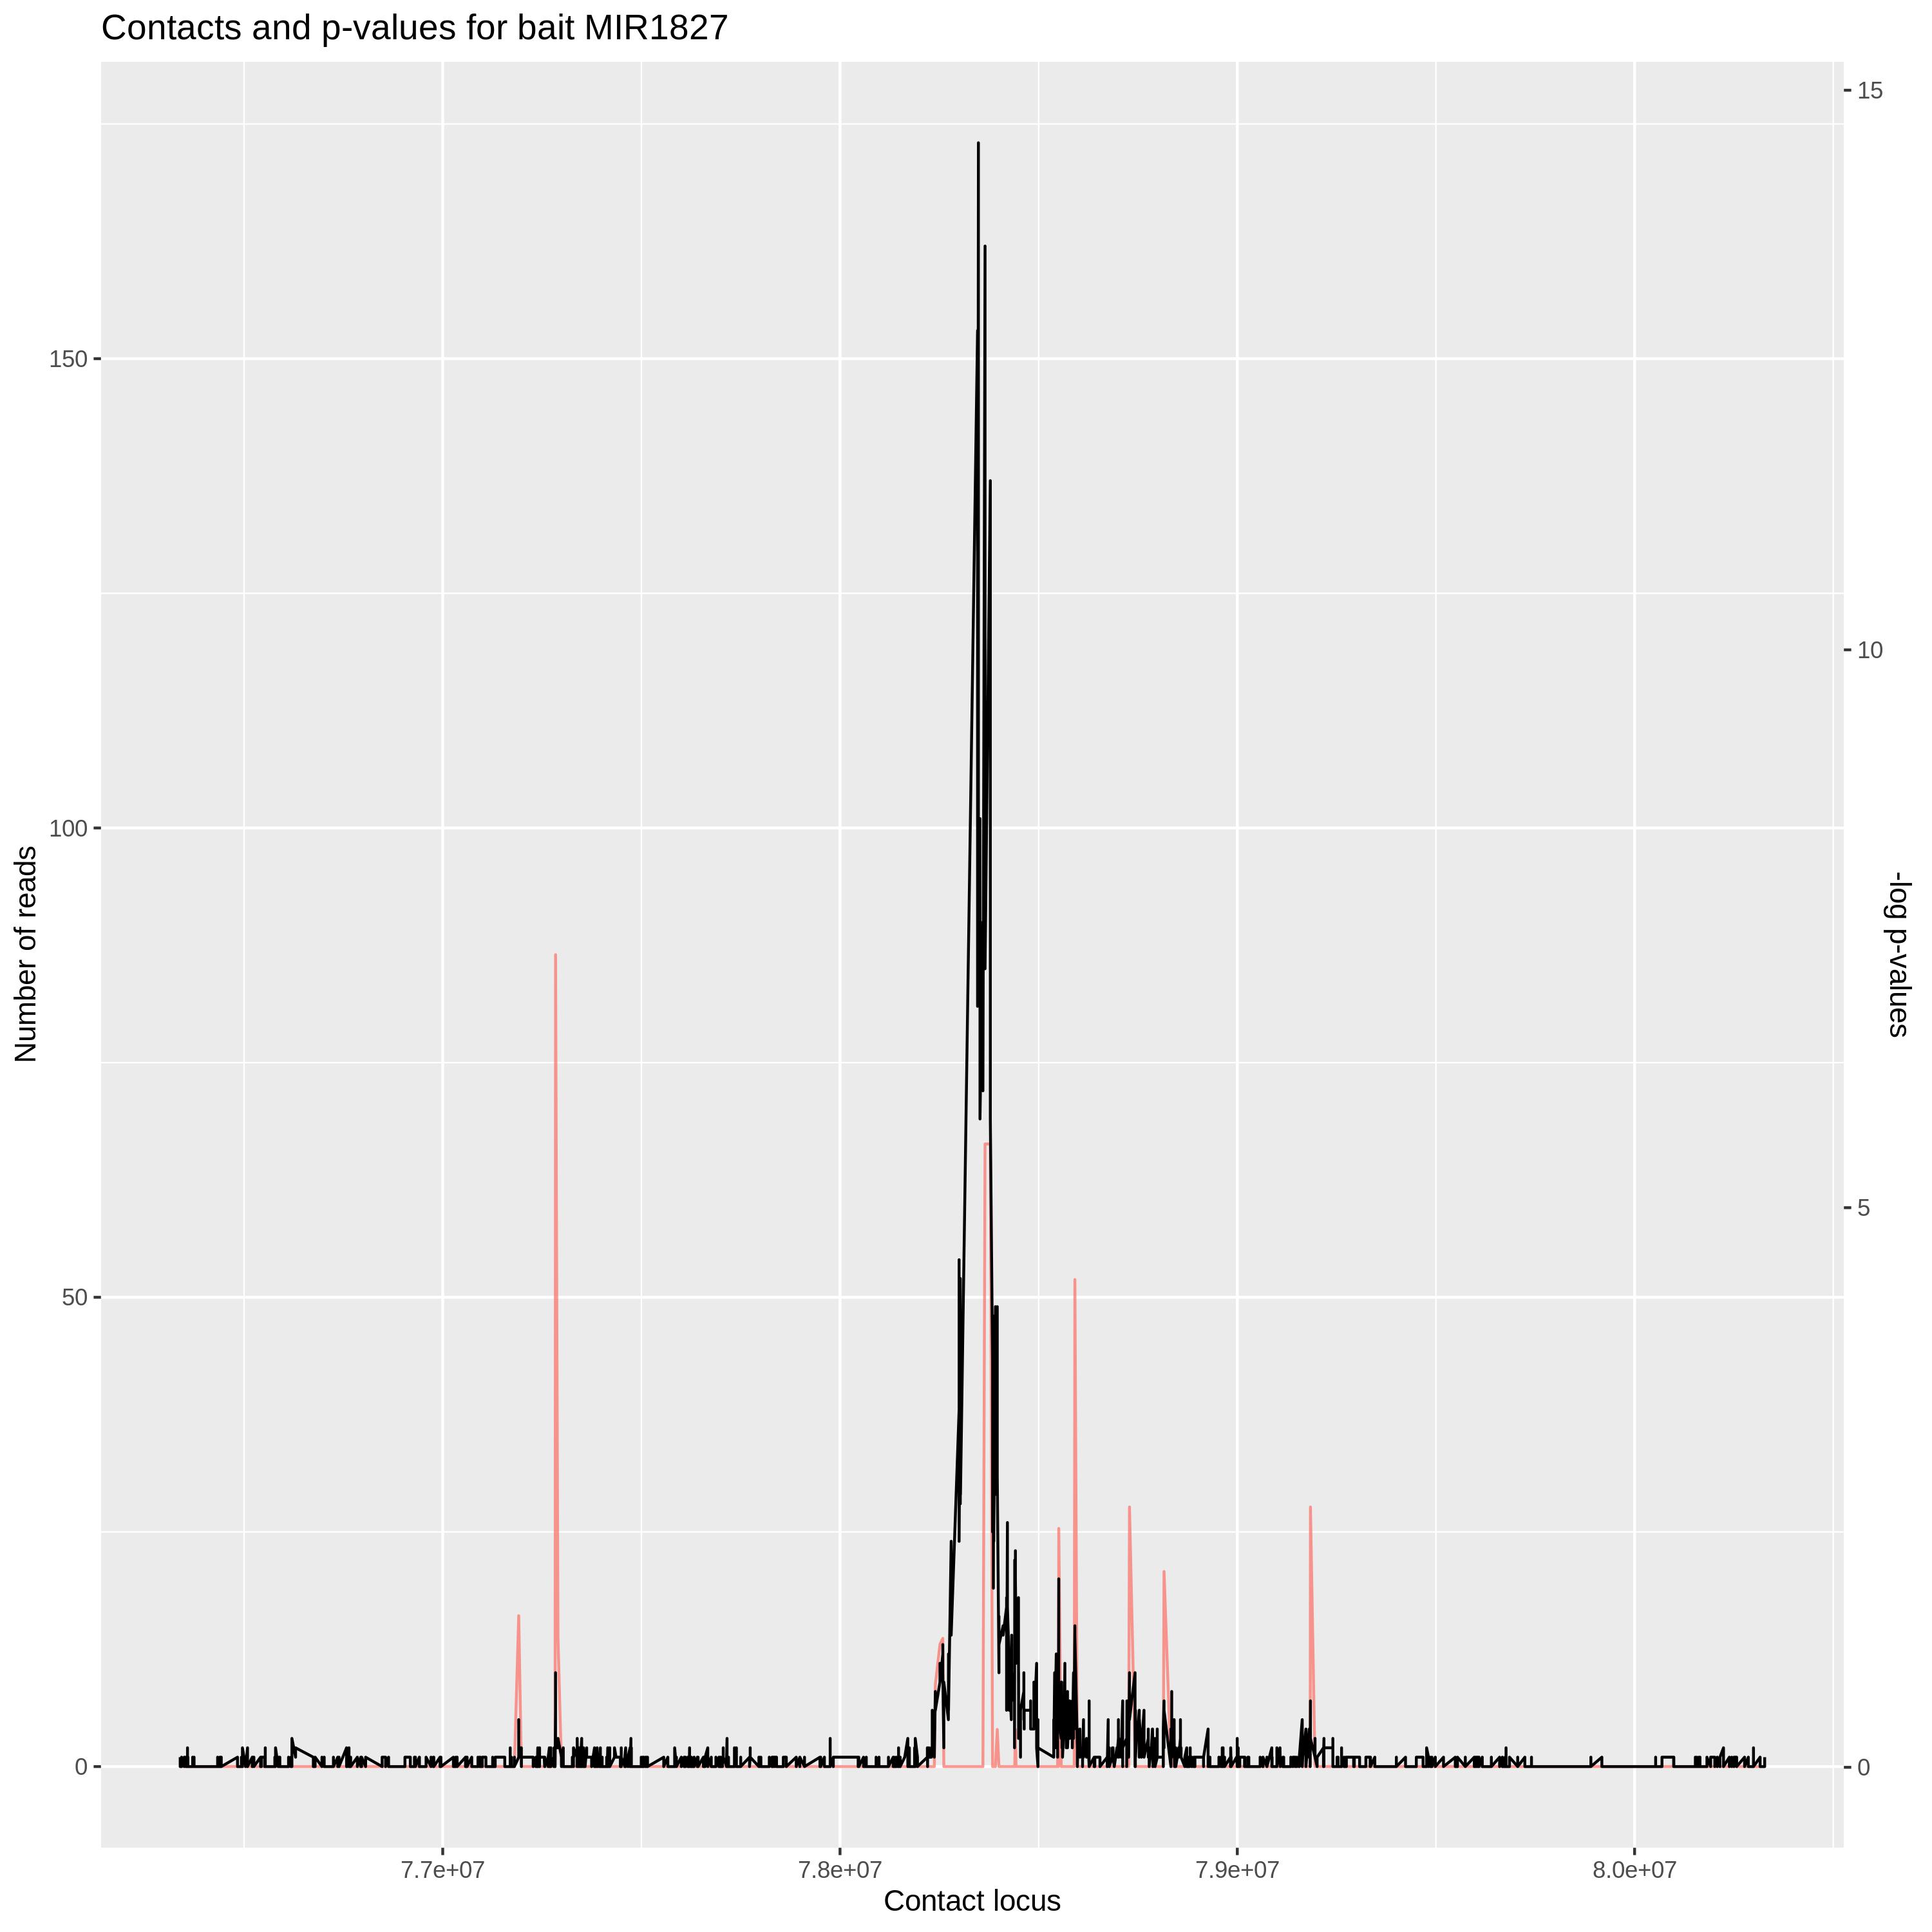 Contacts and p-values for bait MIR1827
15
150
10
100
Number of reads
-log p-values
5
50
0
0
7.7e+07
7.8e+07
7.9e+07
8.0e+07
Contact locus